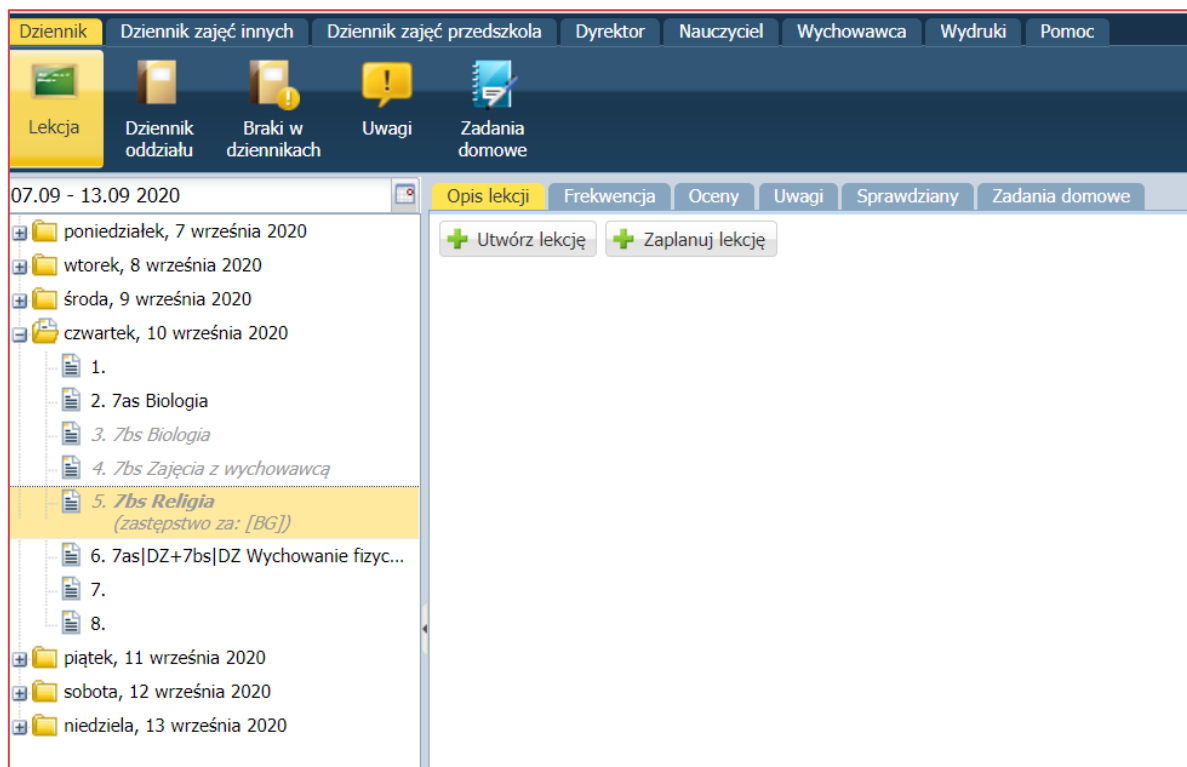 Dziennik Dziennik zajęć innych Dziennik zajęć przedszkola Dyrektor Nauczyciel Wychowawca Wydruki Pomoc
Lekcja Dziennik oddziału Braki w dziennikach Uwagi Zadania domowe
07.09 - 13.09 2020
Opis lekcji Frekwencja Oceny Uwagi Sprawdziany Zadania domowe
Utwórz lekcję Zaplanuj lekcję
poniedziałek, 7 września 2020
wtorek, 8 września 2020
środa, 9 września 2020
czwartek, 10 września 2020
1.
2. 7as Biologia
3. 7bs Biologia
4. 7bs Zajęcia z wychowawcą
5. 7bs Religia
(zastępstwo za: [BG])
6. 7as|DZ+7bs|DZ Wychowanie fizyc...
7.
8.
piątek, 11 września 2020
sobota, 12 września 2020
niedziela, 13 września 2020